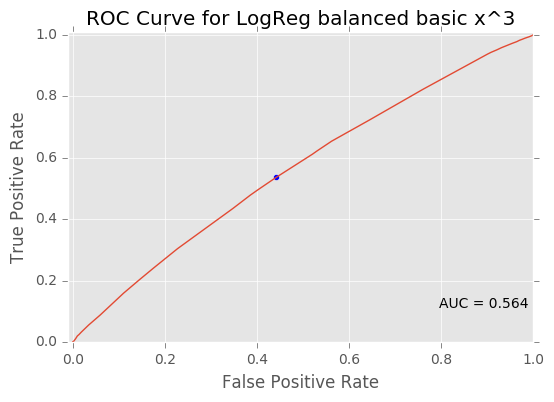 ROC Curve for LogReg balanced basic x^3
True Positive Rate
1.0
0.8
0.6
0.4
0.2
0.0
AUC = 0.564
0.0 0.2 0.4 0.6 0.8 1.0
False Positive Rate